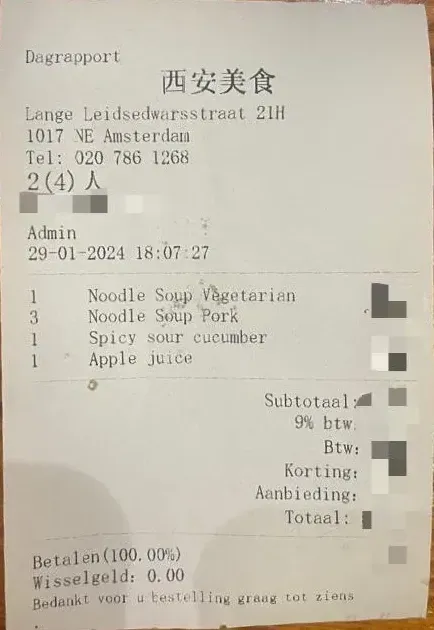 Dagrapport
西安美食
Lange Leidsedwarsstraat 21H
1017 NE Amsterdam
Tel: 020 786 1268
2(4)人
Admin
29-01-2024 18:07:27
1 Noodle Soup Vegetarian
3 Noodle Soup Pork
1 Spicy sour cucumber
1 Apple juice
Subtotaal:
9% btw
Btw:
Korting:
Aanbieding:
Totaal:
Betalen(100.00%)
Wisselgeld: 0.00
Bedankt voor u bestelling graag tot ziens